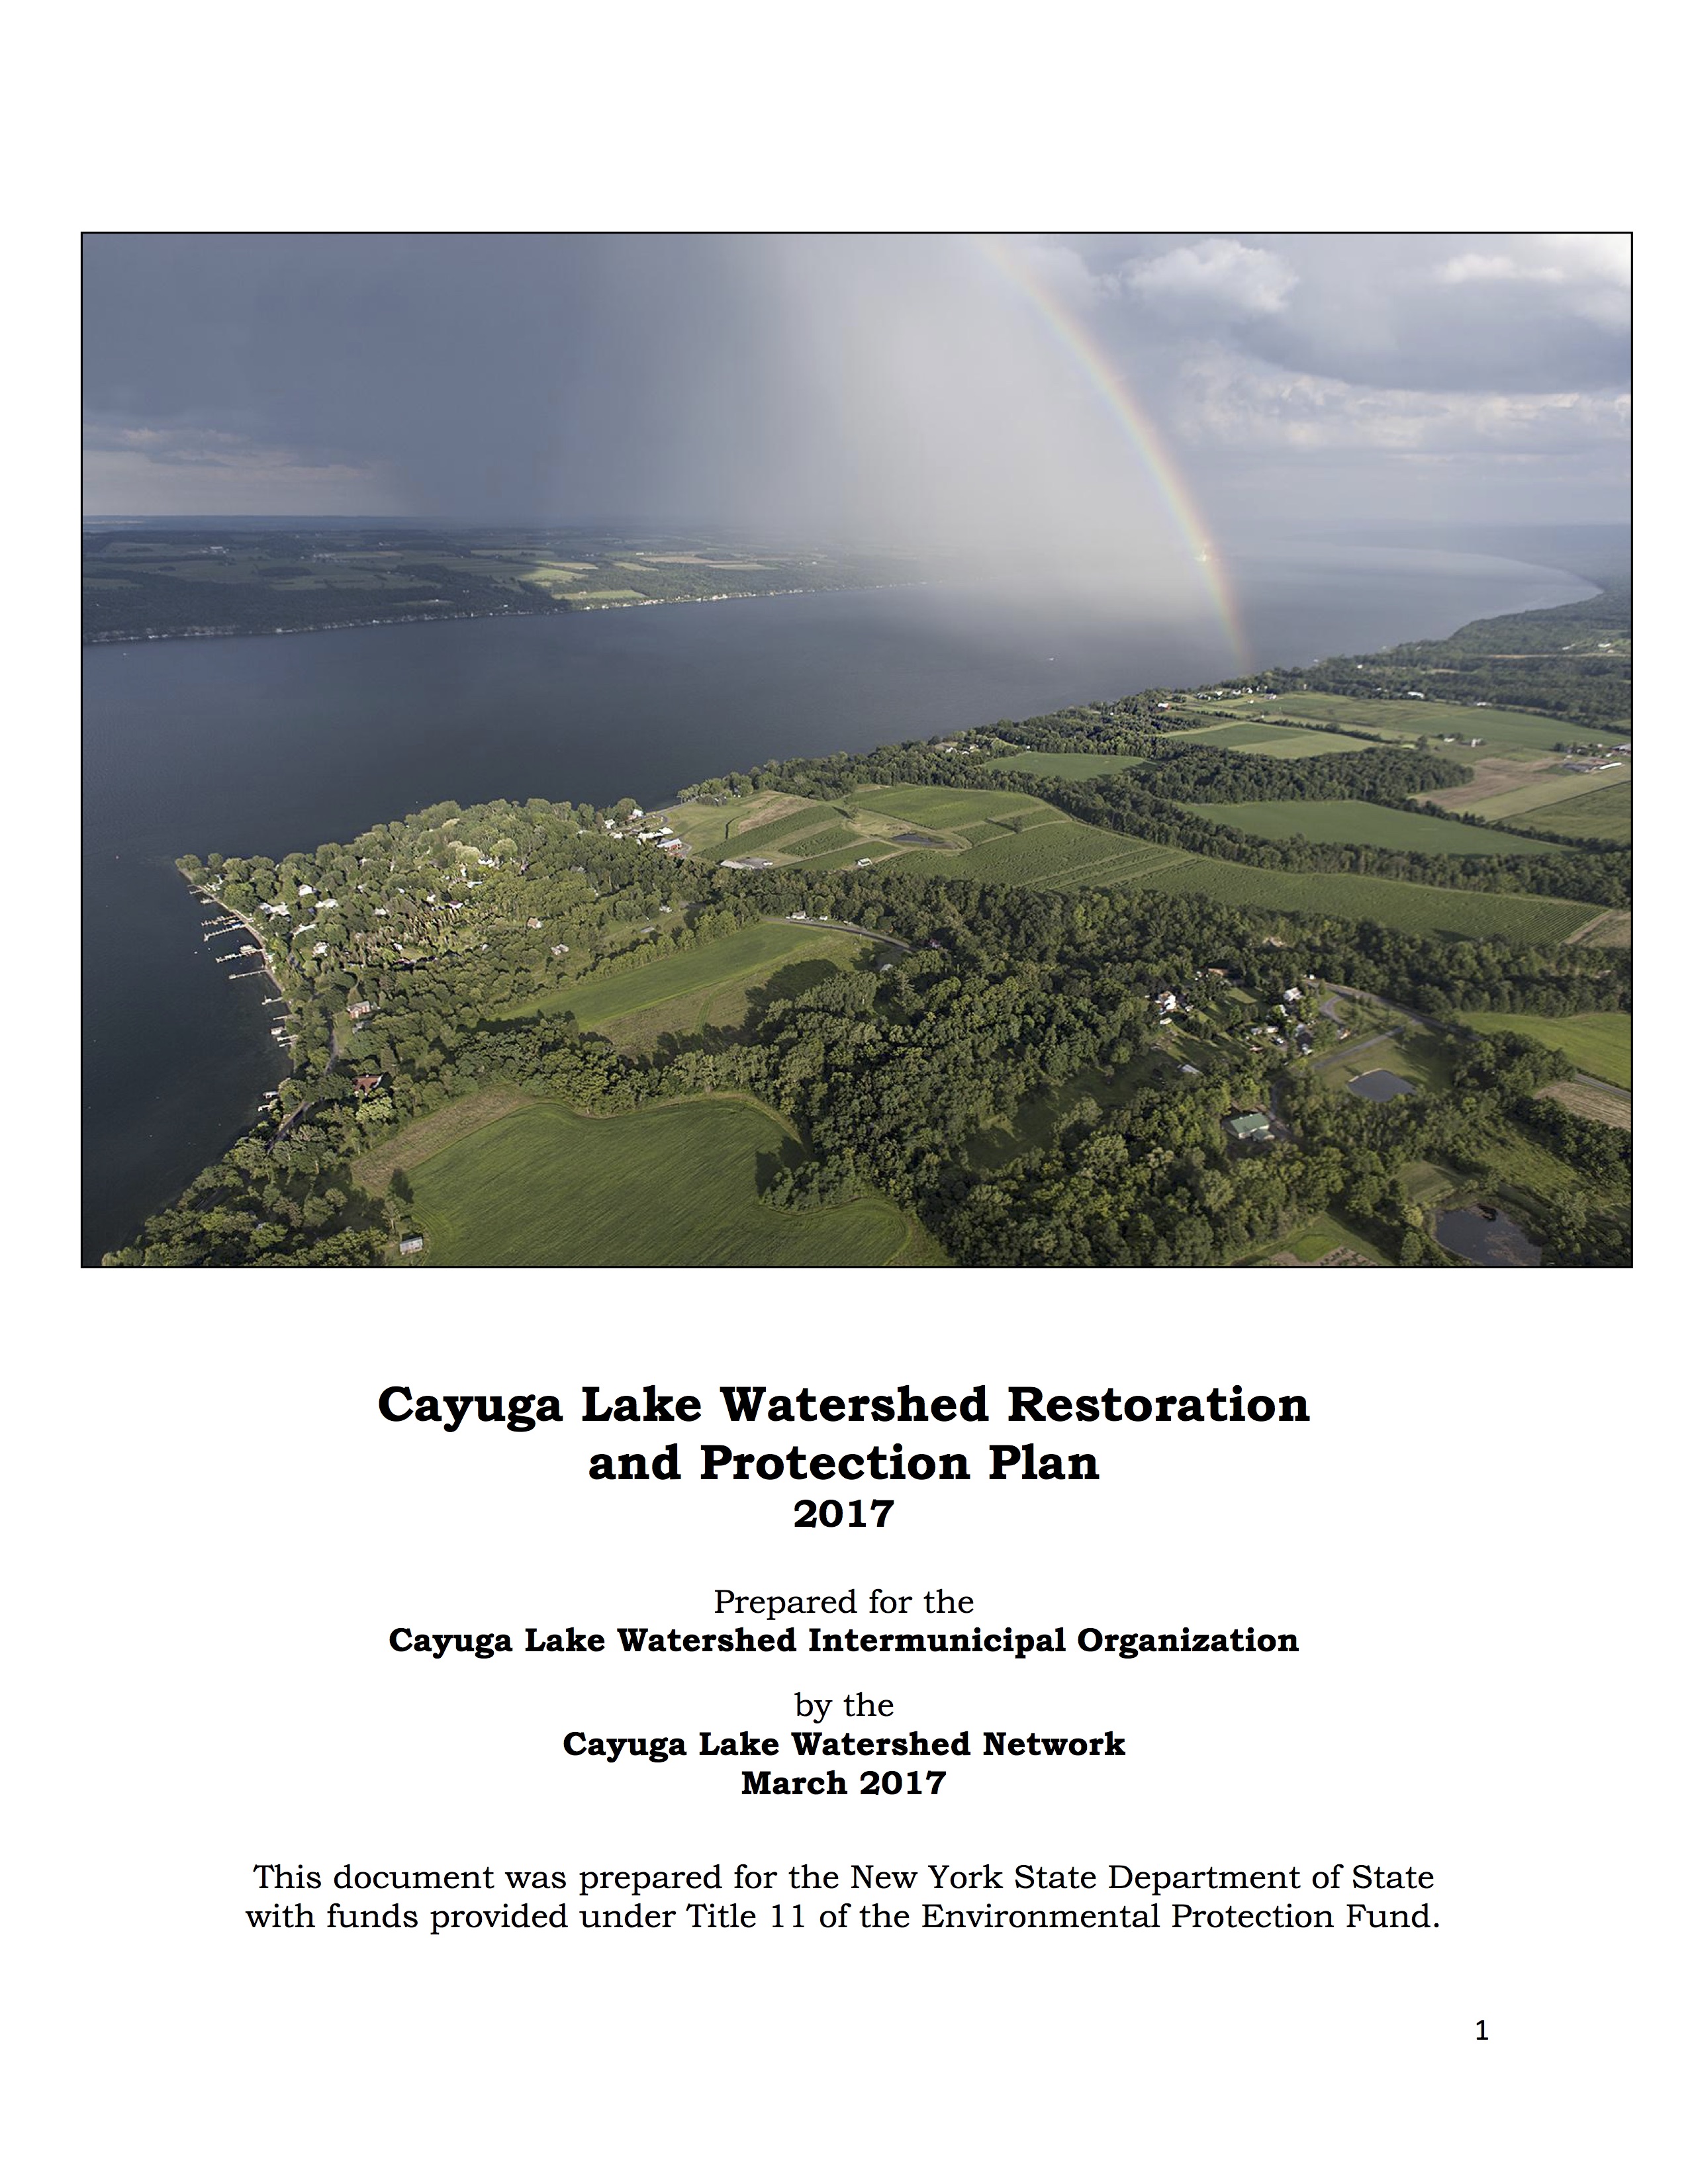 Cayuga Lake Watershed Restoration
and Protection Plan
2017
Prepared for the
Cayuga Lake Watershed Intermunicipal Organization
by the
Cayuga Lake Watershed Network
March 2017
This document was prepared for the New York State Department of State
with funds provided under Title 11 of the Environmental Protection Fund.
1